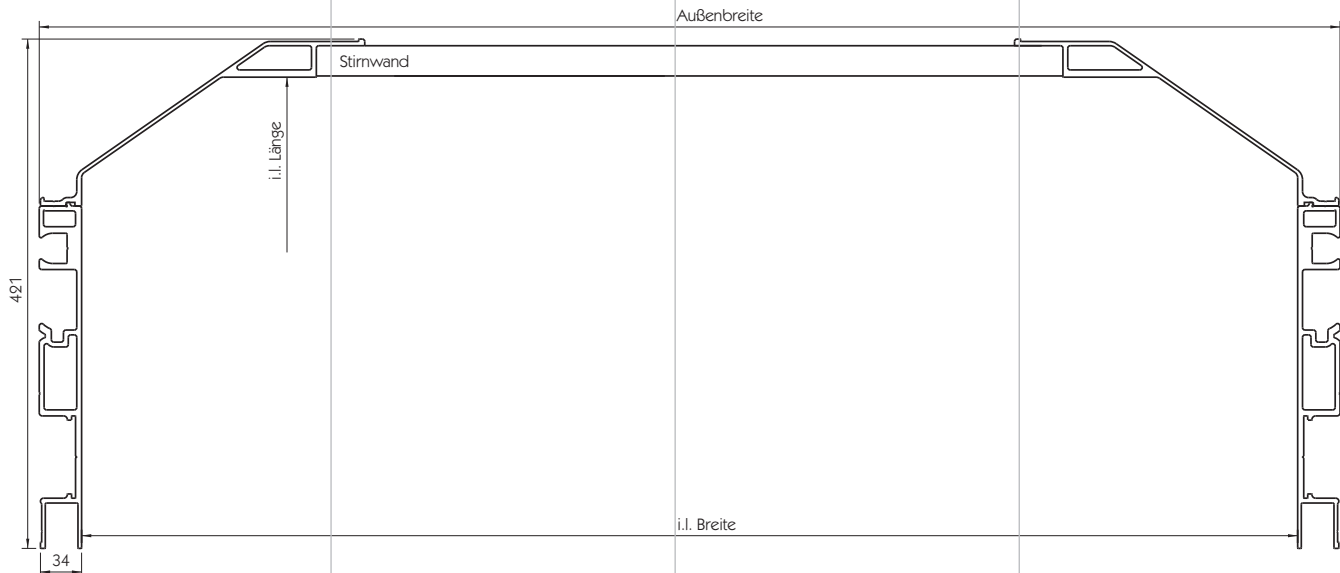 Außenbreite
Stirnwand
i.l. Länge
421
i.l. Breite
34